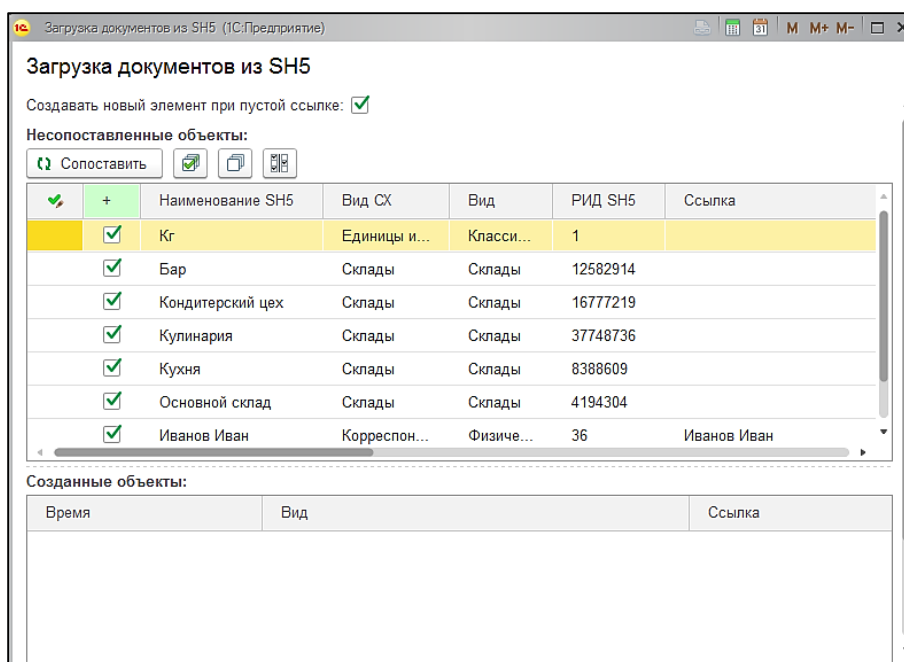 1С Загрузка документов из SH5 (1С:Предприятие) 31 M M+ M-
Загрузка документов из SH5
Создавать новый элемент при пустой ссылке:
Несопоставленные объекты:
Сопоставить
+ Наименование SH5 Вид СХ Вид РИД SH5 Ссылка
Кг Единицы и... Класси... 1
Бар Склады Склады 12582914
Кондитерский цех Склады Склады 16777219
Кулинария Склады Склады 37748736
Кухня Склады Склады 8388609
Основной склад Склады Склады 4194304
Иванов Иван Корреспон... Физиче... 36 Иванов Иван
Созданные объекты:
Время Вид Ссылка